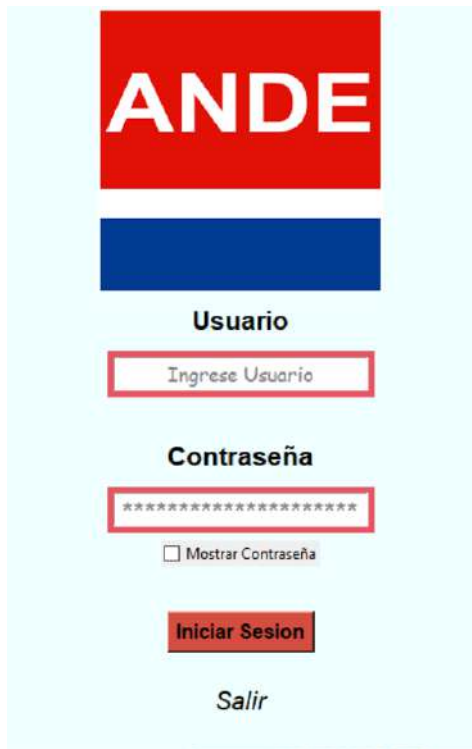 ANDE
Usuario
Ingrese Usuario
Contraseña
*********************
Mostrar Contraseña
Iniciar Sesion
Salir